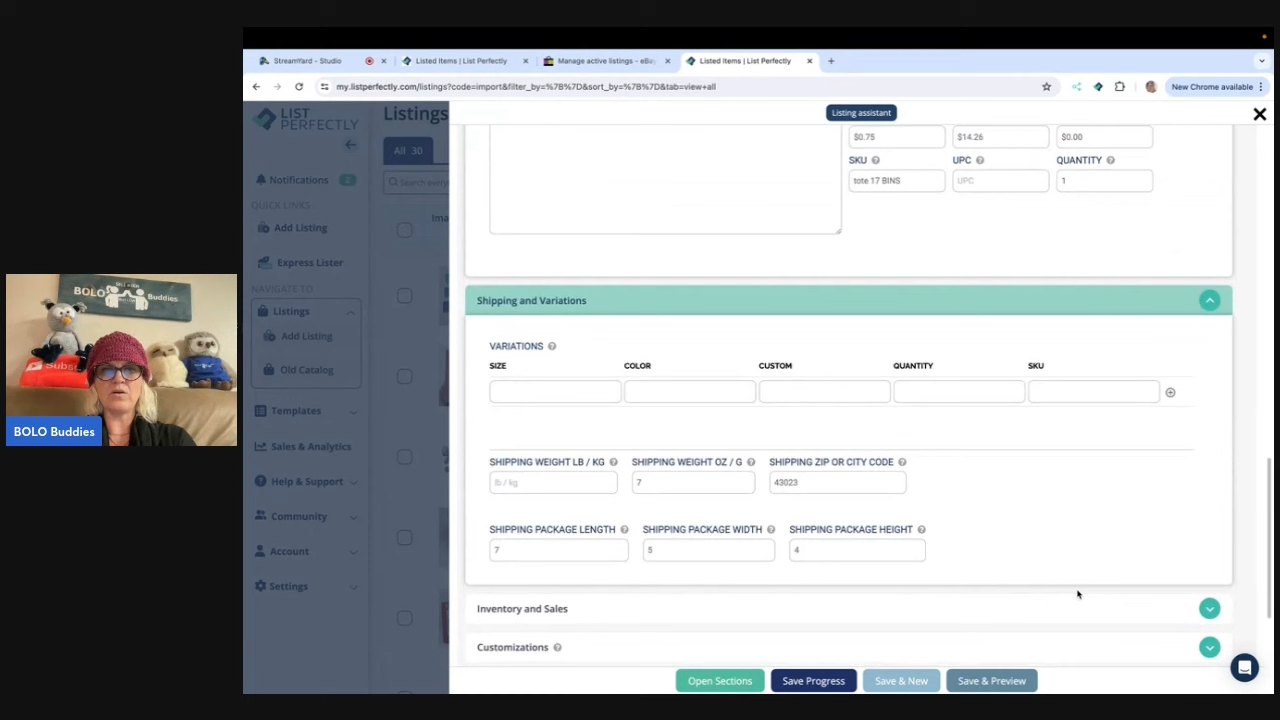 StreamYard - Studio
Listed Items | List Perfectly
Manage active listings - eBay
Listed Items | List Perfectly
my.listperfectly.com/listings?code=import&filter_by=%7B%7D&sort_by=%7B%7D&tab=view+all
New Chrome available
LIST
PERFECTLY
Notifications 2
QUICK LINKS
Add Listing
Express Lister
NAVIGATE TO
Listings
Add Listing
Old Catalog
Templates
Sales & Analytics
Help & Support
Community
Account
Settings
Listings
All 30
Search every
Ima
Listing assistant
$0.75 $14.26 $0.00
SKU UPC QUANTITY
tote 17 BINS UPC 1
Shipping and Variations
VARIATIONS
SIZE COLOR CUSTOM QUANTITY SKU
SHIPPING WEIGHT LB / KG SHIPPING WEIGHT OZ / G SHIPPING ZIP OR CITY CODE
lb / kg 7 43023
SHIPPING PACKAGE LENGTH SHIPPING PACKAGE WIDTH SHIPPING PACKAGE HEIGHT
7 5 4
Inventory and Sales
Customizations
Open Sections Save Progress Save & New Save & Preview
BOLO Buddies
Subsc
BOLO Buddies